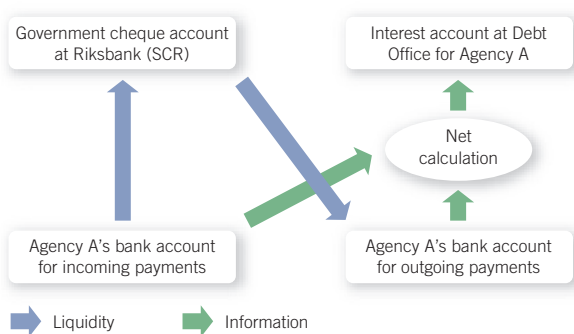 Government cheque account
at Riksbank (SCR)
Interest account at Debt
Office for Agency A
Net
calculation
Agency A's bank account
for incoming payments
Agency A's bank account
for outgoing payments
Liquidity
Information